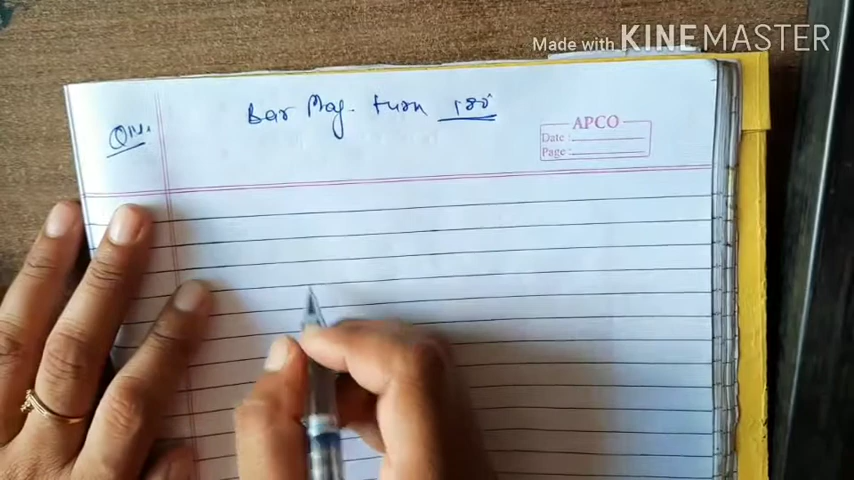 Made with KINEMASTER
QN.
Bar Mag. turn 180°
APCO
Date :
Page :